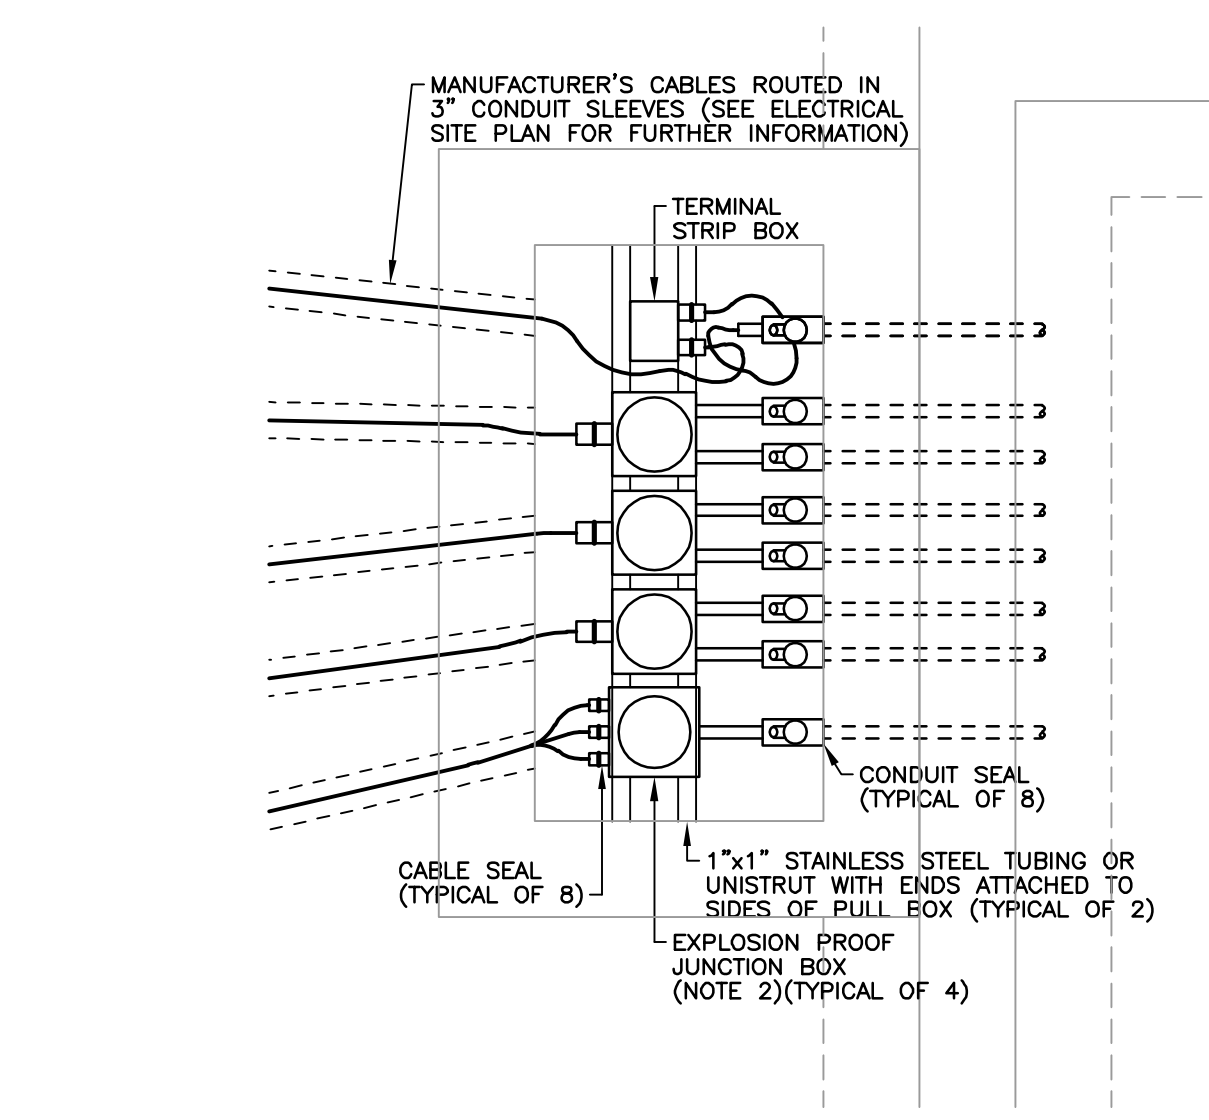 MANUFACTURER'S CABLES ROUTED IN
3" CONDUIT SLEEVES (SEE ELECTRICAL
SITE PLAN FOR FURTHER INFORMATION)
TERMINAL
STRIP BOX
CONDUIT SEAL
(TYPICAL OF 8)
1"x1" STAINLESS STEEL TUBING OR
UNISTRUT WITH ENDS ATTACHED TO
SIDES OF PULL BOX (TYPICAL OF 2)
CABLE SEAL
(TYPICAL OF 8)
EXPLOSION PROOF
JUNCTION BOX
(NOTE 2)(TYPICAL OF 4)